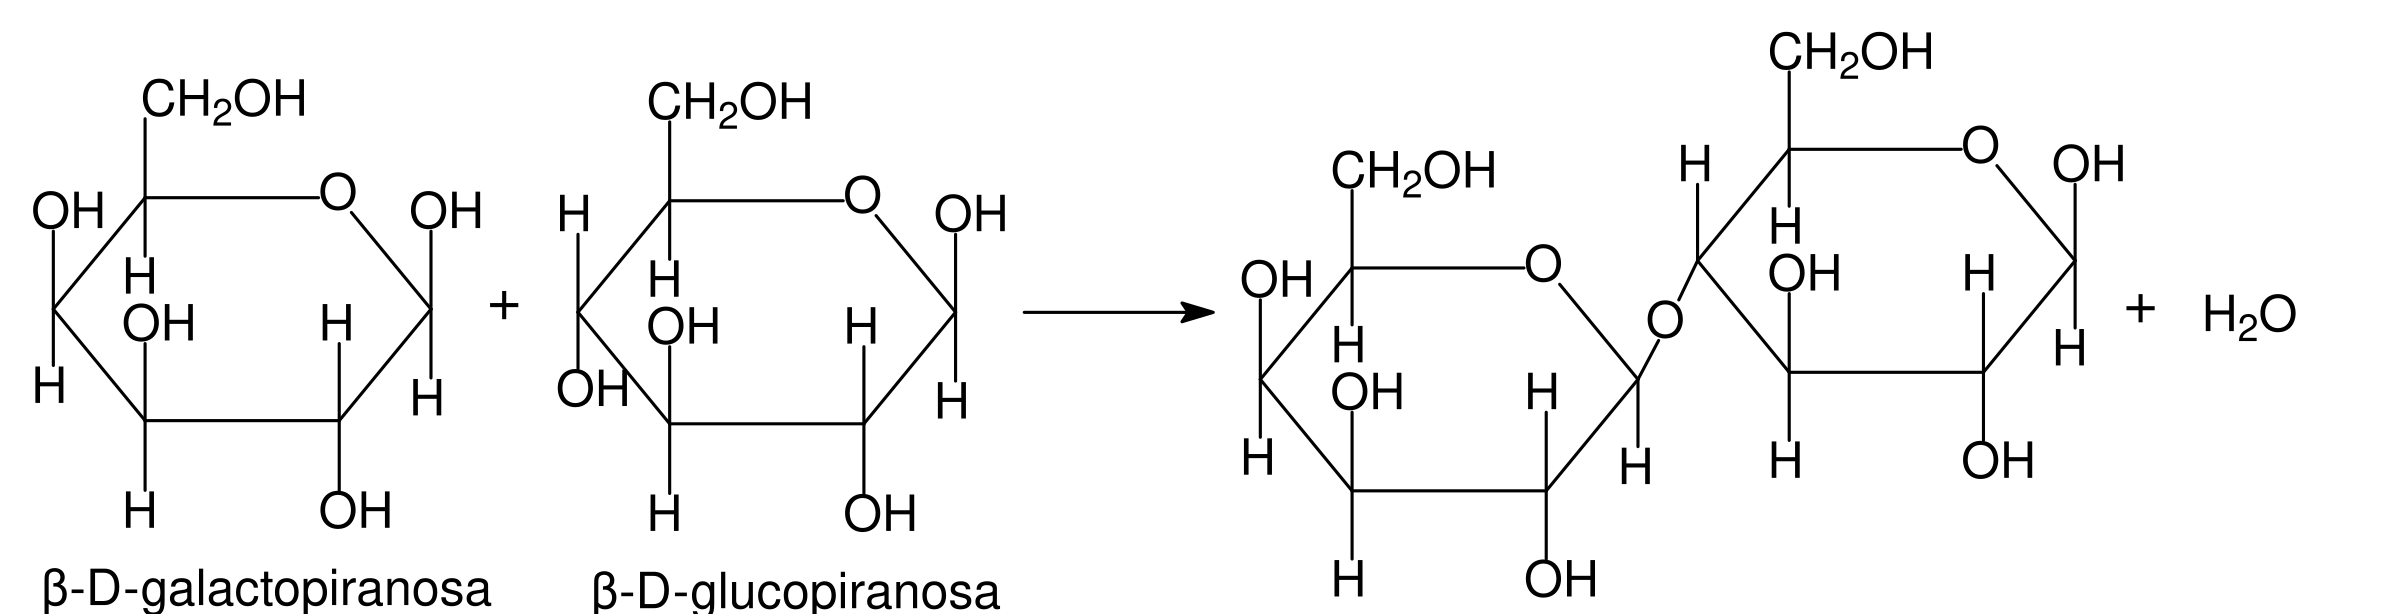 CH₂OH
OH O OH
H
OH H
H H
H OH
β-D-galactopiranosa
+
CH₂OH
H O OH
H
OH H
OH H
H OH
β-D-glucopiranosa
CH₂OH
OH O
H
OH H
H H
H OH
O
CH₂OH
H O OH
H
OH H
H
H OH
+ H₂O